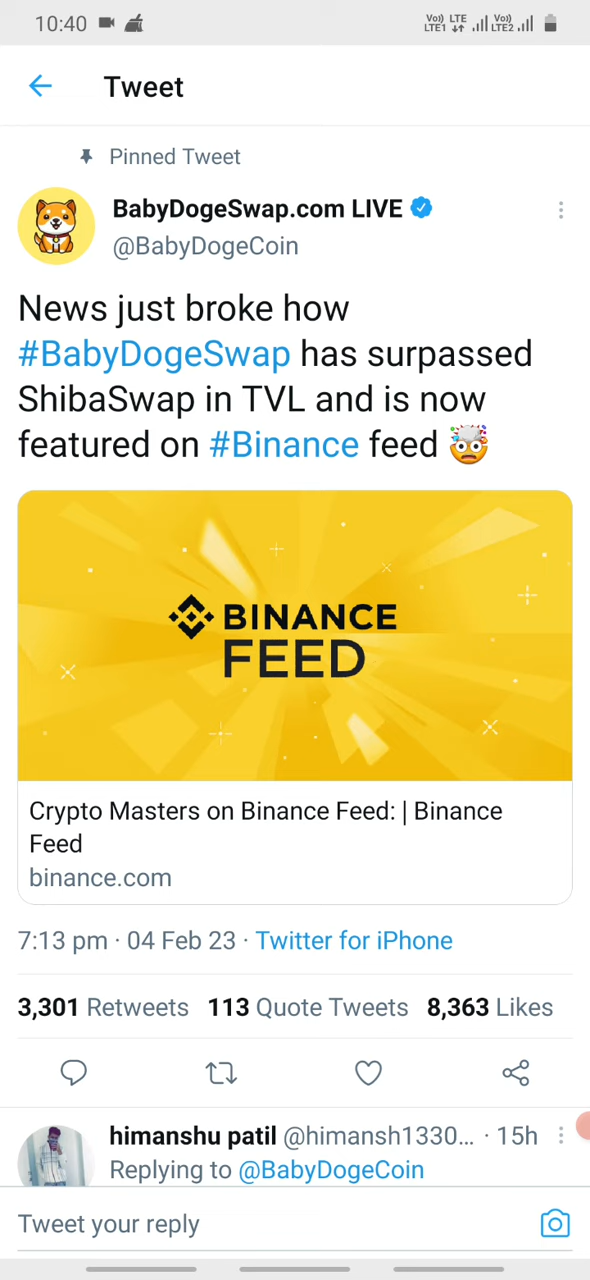 10:40
Vo)) LTE Vo))
LTE1 LTE2
Tweet
Pinned Tweet
BabyDogeSwap.com LIVE
@BabyDogeCoin
News just broke how
#BabyDogeSwap has surpassed
ShibaSwap in TVL and is now
featured on #Binance feed 🤯
BINANCE
FEED
Crypto Masters on Binance Feed: | Binance
Feed
binance.com
7:13 pm · 04 Feb 23 · Twitter for iPhone
3,301 Retweets 113 Quote Tweets 8,363 Likes
himanshu patil @himansh1330... · 15h
Replying to @BabyDogeCoin
Tweet your reply